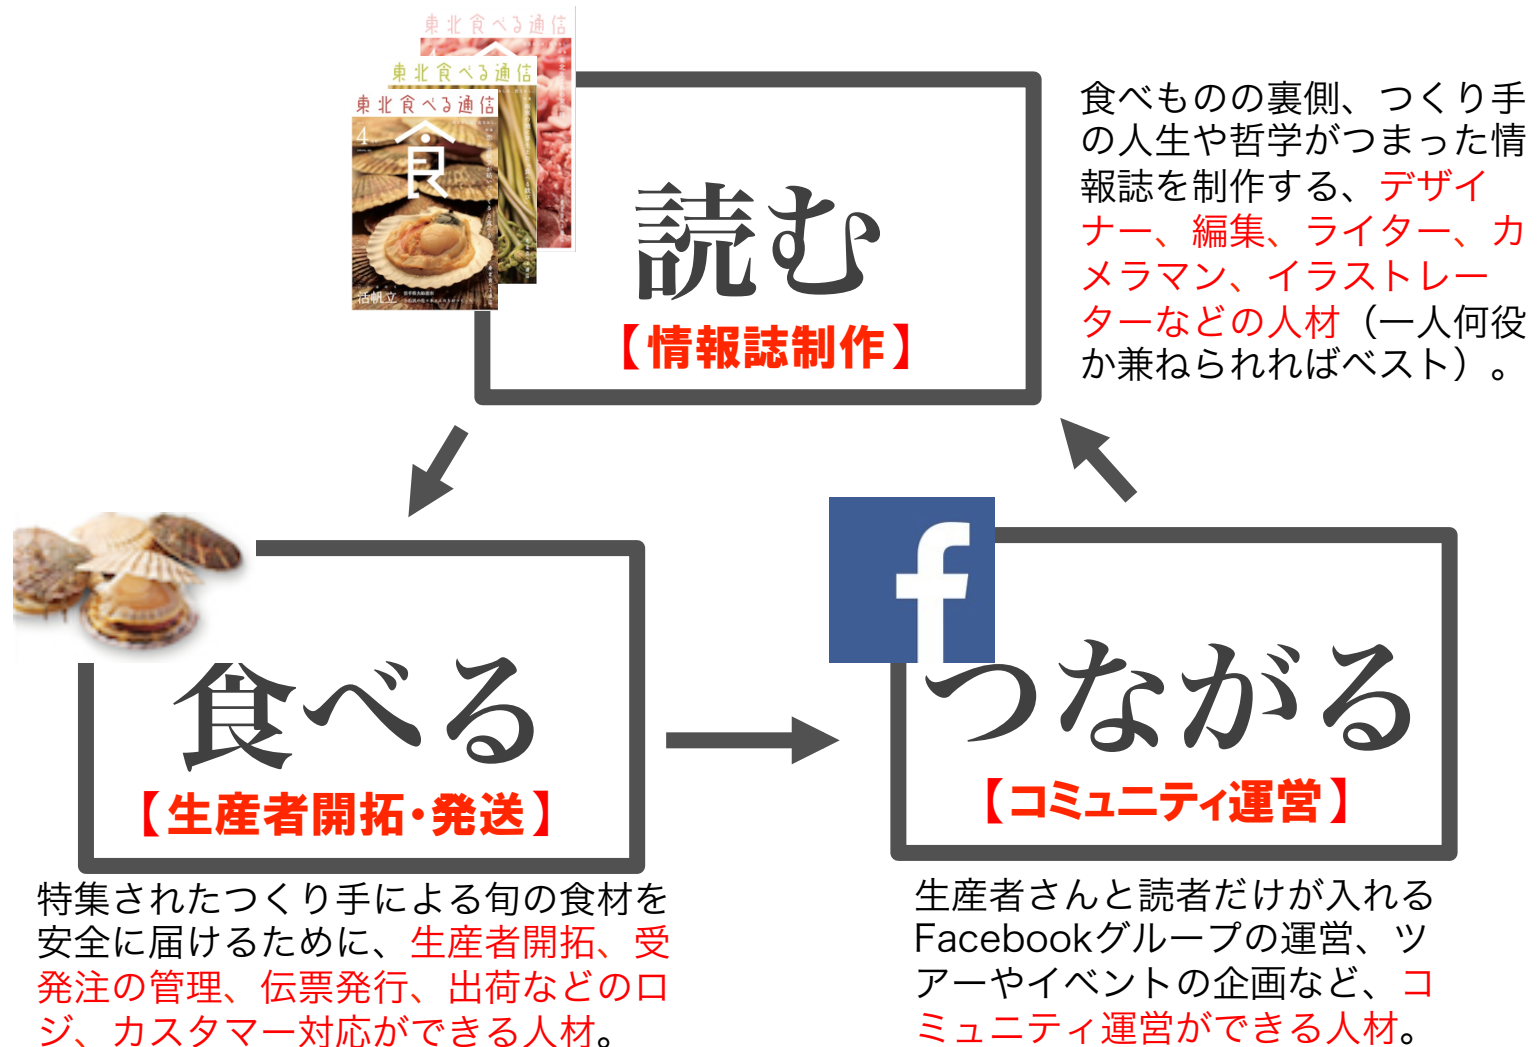 東北食べる通信
東北食べる通信
東北食べる通信
4
食
活帆立
読む
【情報誌制作】
食べものの裏側、つくり手
の人生や哲学がつまった情
報誌を制作する、デザイ
ナー、編集、ライター、カ
メラマン、イラストレー
ターなどの人材（一人何役
か兼ねられればベスト）。
食べる
【生産者開拓・発送】
特集されたつくり手による旬の食材を
安全に届けるために、生産者開拓、受
発注の管理、伝票発行、出荷などのロ
ジ、カスタマー対応ができる人材。
f
つながる
【コミュニティ運営】
生産者さんと読者だけが入れる
Facebookグループの運営、ツ
アーやイベントの企画など、コ
ミュニティ運営ができる人材。